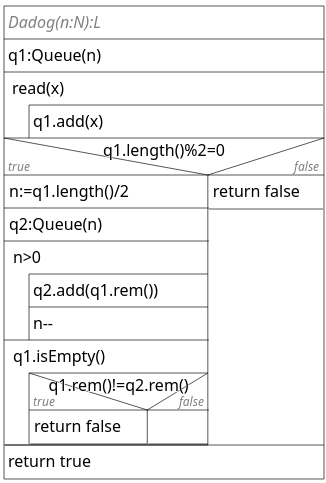 Dadog(n:N):L
q1:Queue(n)
read(x)
q1.add(x)
q1.length()%2=0
true
false
n:=q1.length()/2
return false
q2:Queue(n)
n>0
q2.add(q1.rem())
n--
q1.isEmpty()
q1.rem()!=q2.rem()
true
false
return false
return true